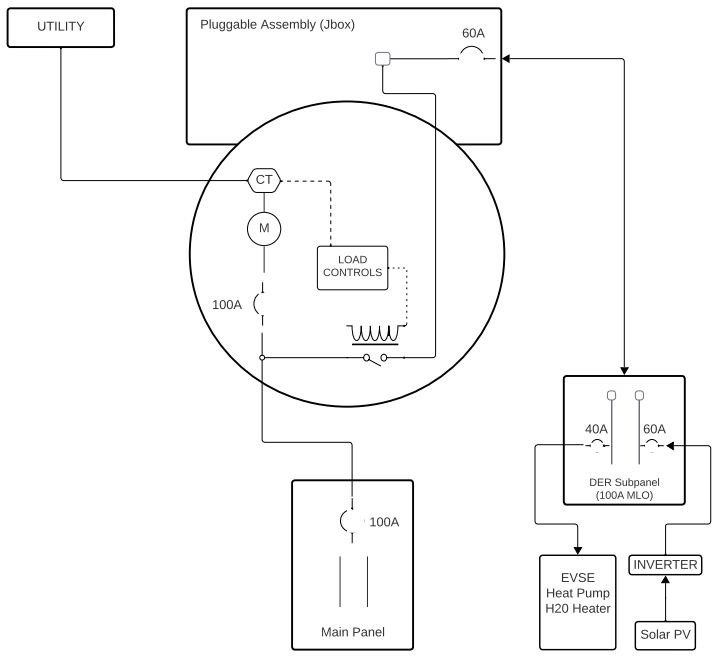 UTILITY
Pluggable Assembly (Jbox)
60A
CT
M
LOAD
CONTROLS
100A
40A
60A
DER Subpanel
(100A MLO)
100A
Main Panel
EVSE
Heat Pump
H20 Heater
INVERTER
Solar PV